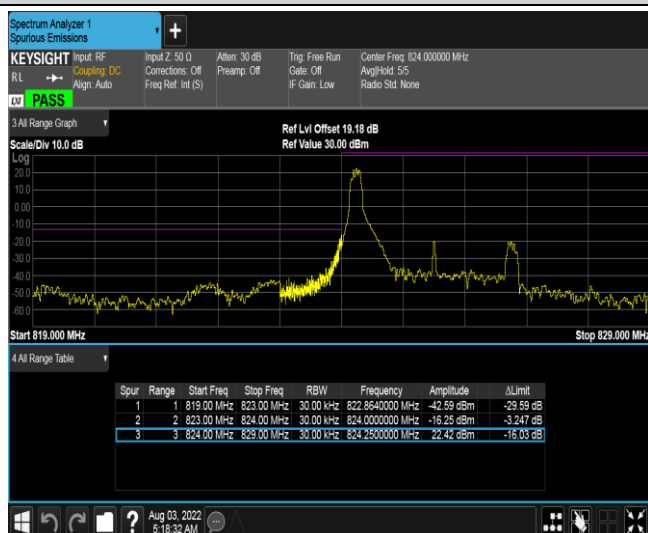 Spectrum Analyzer 1
Spurious Emissions
+
KEYSIGHT Input: RF Input Z: 50 Ω Atten: 30 dB Trig: Free Run Center Freq: 824.000000 MHz
RL Coupling: DC Corrections: Off Preamp: Off Gate: Off Avg|Hold: 5/5
Align: Auto Freq Ref: Int (S) IF Gain: Low Radio Std: None
LXI PASS
3 All Range Graph
Ref Lvl Offset 19.18 dB
Scale/Div 10.0 dB Ref Value 30.00 dBm
Log
20.0
10.0
0.00
-10.0
-20.0
-30.0
-40.0
-50.0
-60.0
Start 819.000 MHz Stop 829.000 MHz
4 All Range Table
Spur Range Start Freq Stop Freq RBW Frequency Amplitude ΔLimit
1 1 819.00 MHz 823.00 MHz 30.00 kHz 822.8640000 MHz -42.59 dBm -29.59 dB
2 2 823.00 MHz 824.00 MHz 30.00 kHz 824.0000000 MHz -16.25 dBm -3.247 dB
3 3 824.00 MHz 829.00 MHz 30.00 kHz 824.2500000 MHz 22.42 dBm -16.03 dB
? Aug 03, 2022
5:18:32 AM